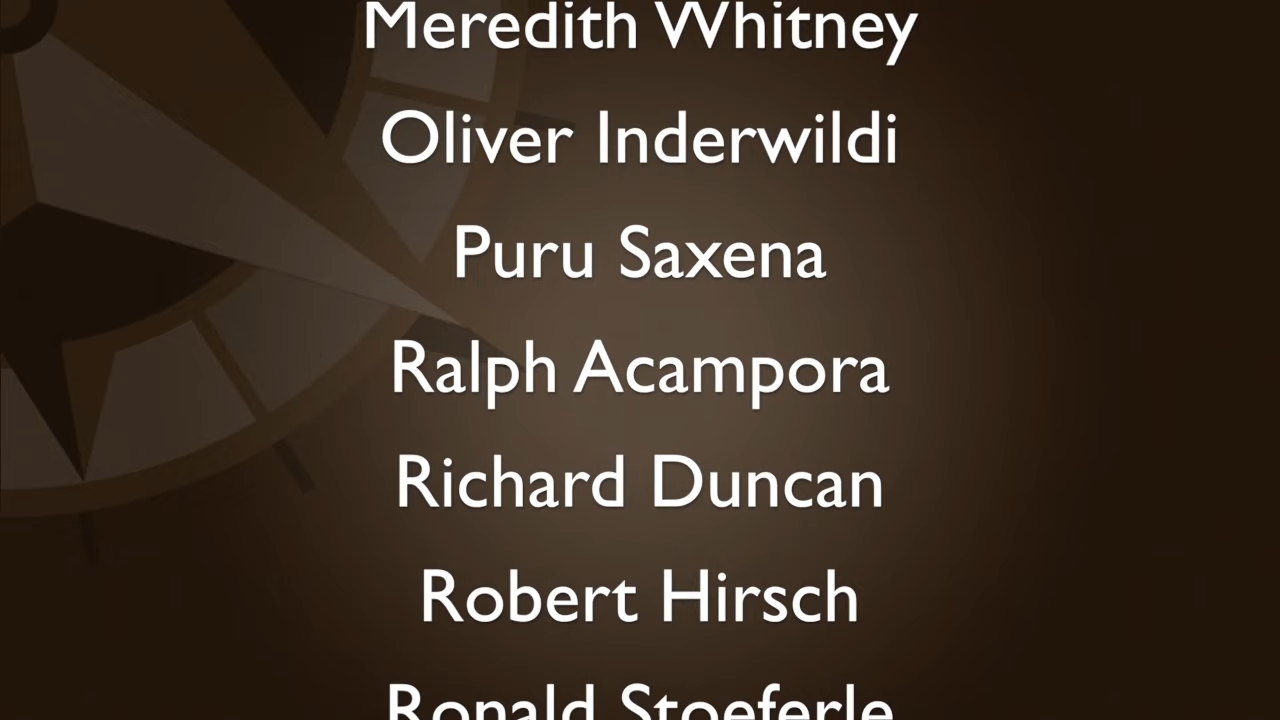 Meredith Whitney
Oliver Inderwildi
Puru Saxena
Ralph Acampora
Richard Duncan
Robert Hirsch
Ronald Stoeferle